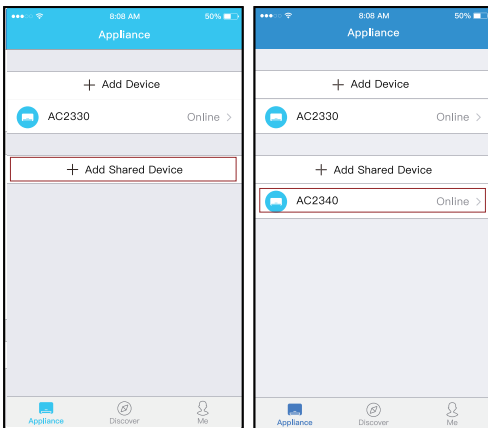 8:08 AM 50%
Appliance
+ Add Device
AC2330 Online >
+ Add Shared Device
Appliance Discover Me
8:08 AM 50%
Appliance
+ Add Device
AC2330 Online >
+ Add Shared Device
AC2340 Online >
Appliance Discover Me